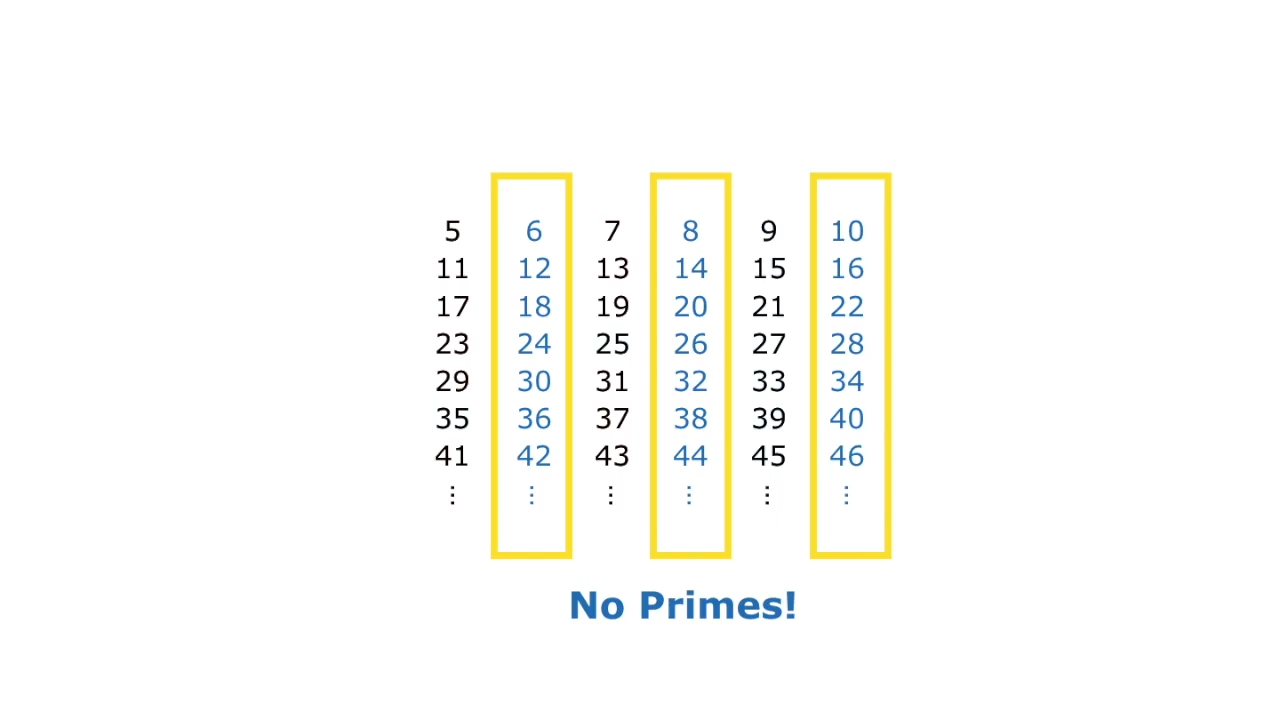 5 6 7 8 9 10
11 12 13 14 15 16
17 18 19 20 21 22
23 24 25 26 27 28
29 30 31 32 33 34
35 36 37 38 39 40
41 42 43 44 45 46
⋮ ⋮ ⋮ ⋮ ⋮ ⋮
No Primes!